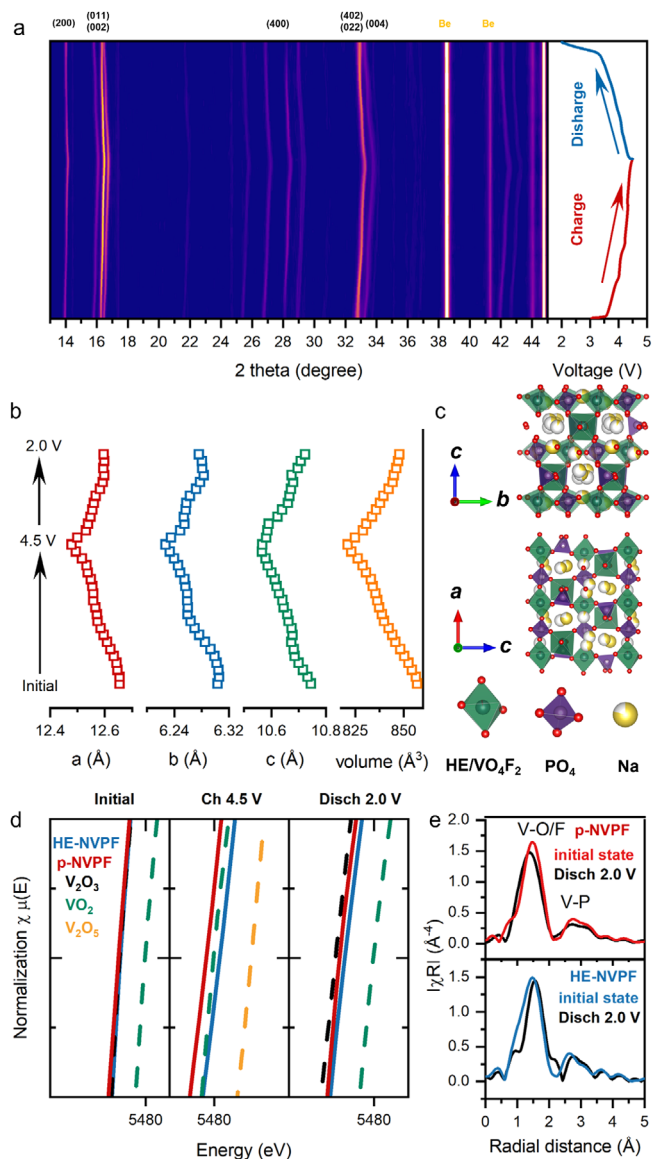 a
(200)
(011)
(002)
(400)
(402)
(022)
(004)
Be
Be
Disharge
Charge
14 16 18 20 22 24 26 28 30 32 34 36 38 40 42 44
2 3 4 5
2 theta (degree)
Voltage (V)
b
2.0 V
4.5 V
Initial
12.4 12.6
6.24 6.32
10.6 10.8
825 850
a (Å)
b (Å)
c (Å)
volume (Å³)
c
c
b
a
c
HE/VO₄F₂
PO₄
Na
d
Initial
Ch 4.5 V
Disch 2.0 V
HE-NVPF
p-NVPF
V₂O₃
VO₂
V₂O₅
Normalization χ μ(E)
5480
5480
5480
Energy (eV)
e
2.0
1.5
1.0
0.5
0.0
V-O/F
p-NVPF
initial state
Disch 2.0 V
V-P
|χR| (Å⁻⁴)
1.5
1.0
0.5
0.0
HE-NVPF
initial state
Disch 2.0 V
0 1 2 3 4 5
Radial distance (Å)